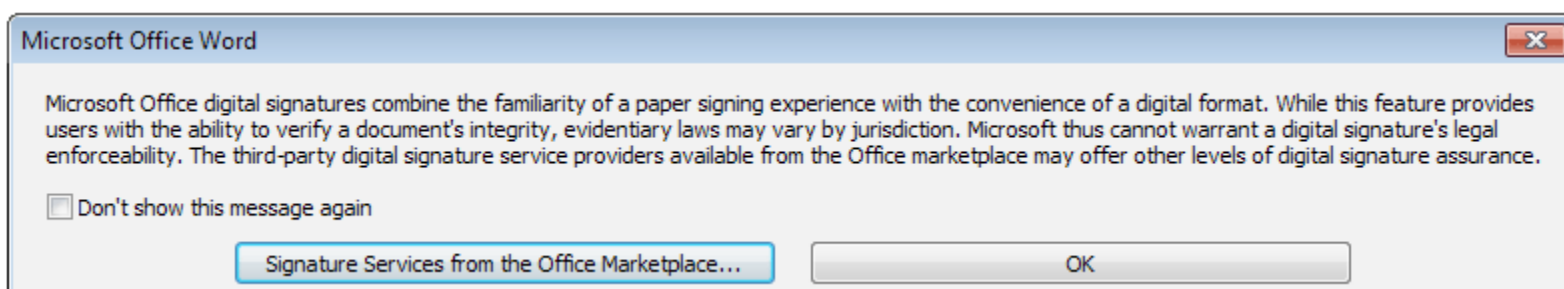 Microsoft Office Word
Microsoft Office digital signatures combine the familiarity of a paper signing experience with the convenience of a digital format. While this feature provides
users with the ability to verify a document's integrity, evidentiary laws may vary by jurisdiction. Microsoft thus cannot warrant a digital signature's legal
enforceability. The third-party digital signature service providers available from the Office marketplace may offer other levels of digital signature assurance.
Don't show this message again
Signature Services from the Office Marketplace... OK